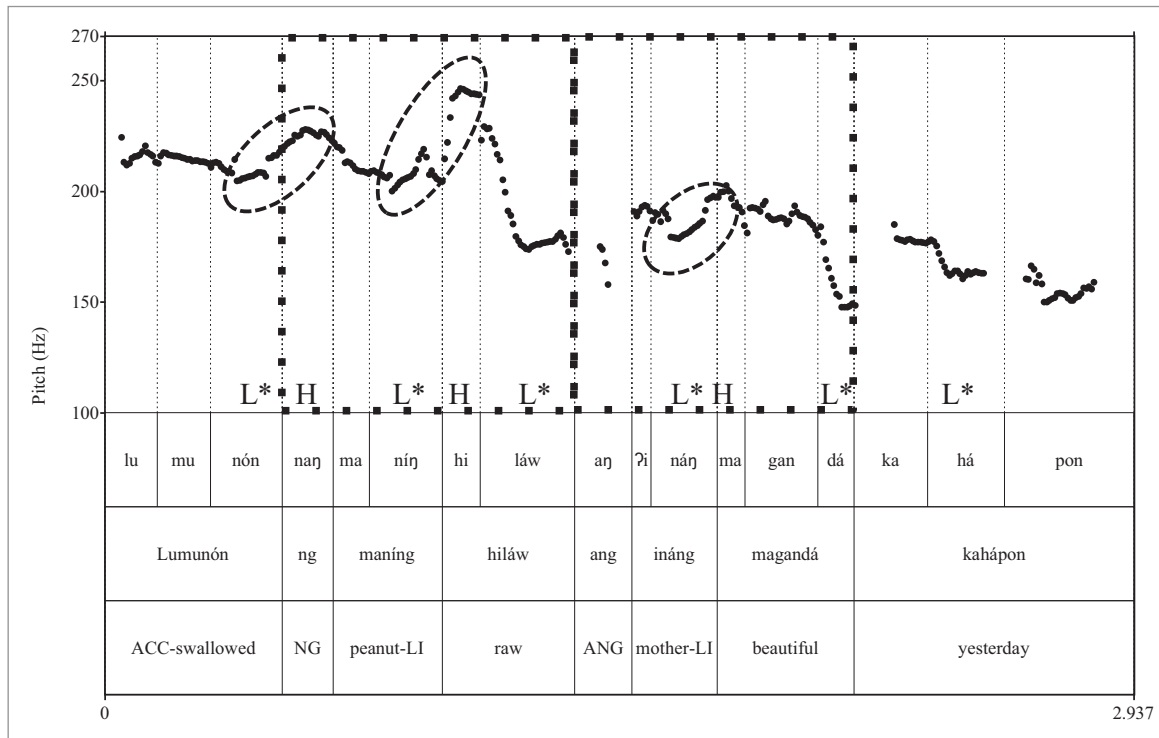 270
250
200
150
100
Pitch (Hz)
L* H L* H L* L* H L* L*
lu mu nón naŋ ma níŋ hi láw aŋ ʔi náŋ ma gan dá ka há pon
Lumunón ng maníng hiláw ang ináng magandá kahápon
ACC-swallowed NG peanut-LI raw ANG mother-LI beautiful yesterday
0 2.937